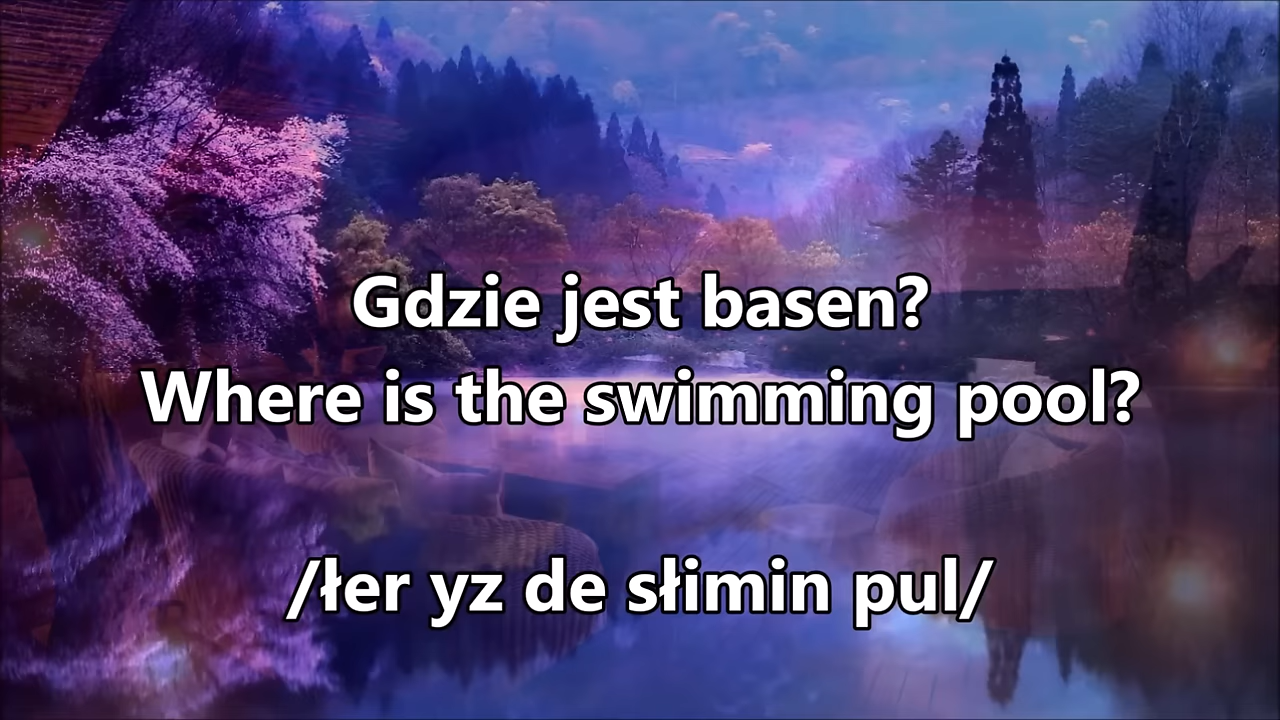 Gdzie jest basen?
Where is the swimming pool?
/łer yz de słimin pul/